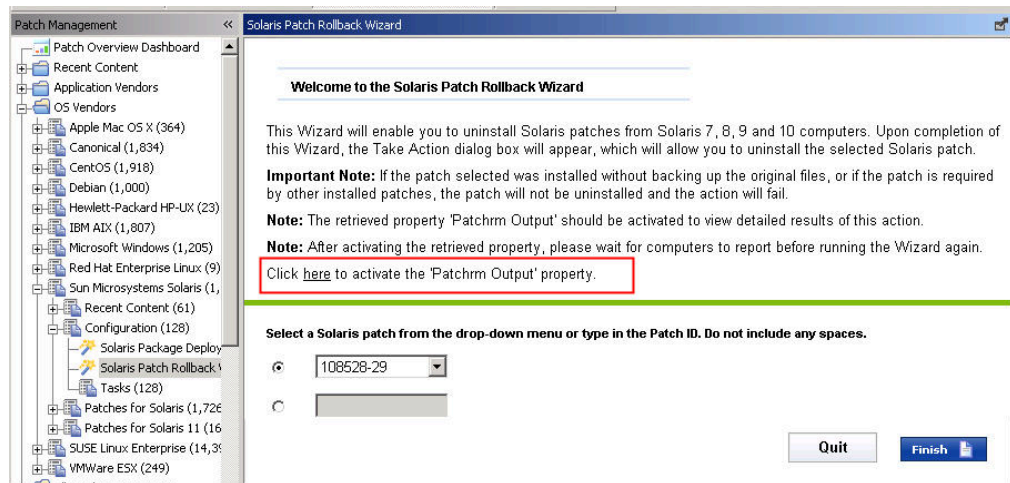 Patch Management
Patch Overview Dashboard
Recent Content
Application Vendors
OS Vendors
Apple Mac OS X (364)
Canonical (1,834)
CentOS (1,918)
Debian (1,000)
Hewlett-Packard HP-UX (23)
IBM AIX (1,807)
Microsoft Windows (1,205)
Red Hat Enterprise Linux (9)
Sun Microsystems Solaris (1,
Recent Content (61)
Configuration (128)
Solaris Package Deploy
Solaris Patch Rollback
Tasks (128)
Patches for Solaris (1,726
Patches for Solaris 11 (16
SUSE Linux Enterprise (14,39
VMWare ESX (249)
Solaris Patch Rollback Wizard
Welcome to the Solaris Patch Rollback Wizard
This Wizard will enable you to uninstall Solaris patches from Solaris 7, 8, 9 and 10 computers. Upon completion of
this Wizard, the Take Action dialog box will appear, which will allow you to uninstall the selected Solaris patch.
Important Note: If the patch selected was installed without backing up the original files, or if the patch is required
by other installed patches, the patch will not be uninstalled and the action will fail.
Note: The retrieved property 'Patchrm Output' should be activated to view detailed results of this action.
Note: After activating the retrieved property, please wait for computers to report before running the Wizard again.
Click here to activate the 'Patchrm Output' property.
Select a Solaris patch from the drop-down menu or type in the Patch ID. Do not include any spaces.
108528-29
Quit
Finish